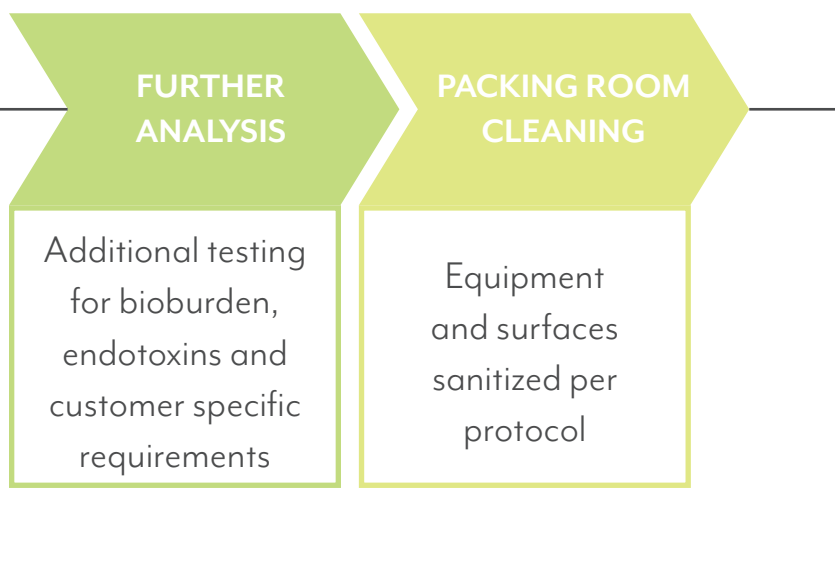 FURTHER
ANALYSIS
Additional testing
for bioburden,
endotoxins and
customer specific
requirements
PACKING ROOM
CLEANING
Equipment
and surfaces
sanitized per
protocol